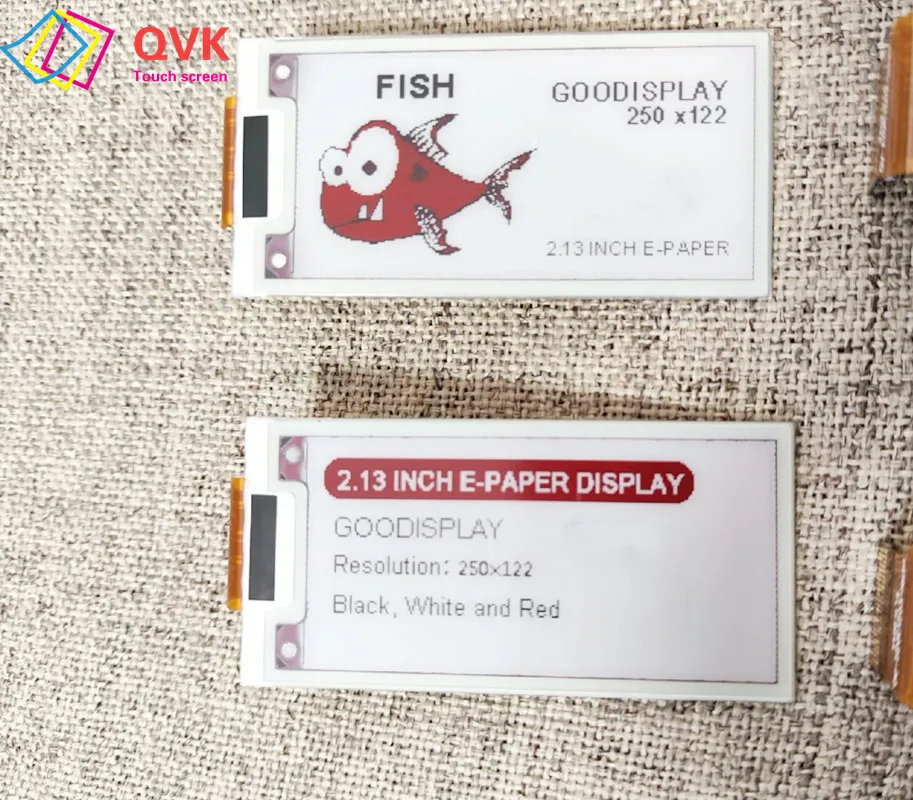 QVK
Touch screen
FISH
GOODISPLAY
250 x122
2.13 INCH E-PAPER
2.13 INCH E-PAPER DISPLAY
GOODISPLAY
Resolution: 250×122
Black, White and Red